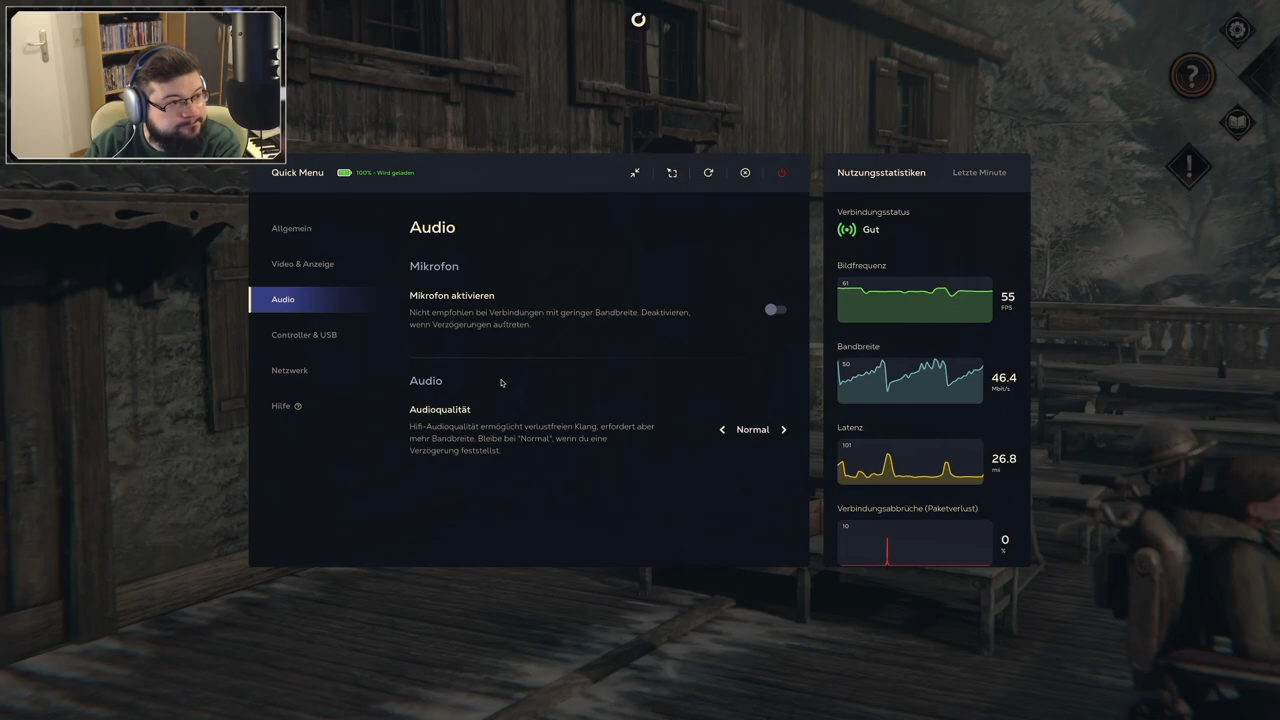 Quick Menu
100% - Wird geladen
Allgemein
Video & Anzeige
Audio
Controller & USB
Netzwerk
Hilfe
Audio
Mikrofon
Mikrofon aktivieren
Nicht empfohlen bei Verbindungen mit geringer Bandbreite. Deaktivieren,
wenn Verzögerungen auftreten.
Audio
Audioqualität
Hifi-Audioqualität ermöglicht verlustfreien Klang, erfordert aber
mehr Bandbreite. Bleibe bei "Normal", wenn du eine
Verzögerung feststellst.
Normal
Nutzungsstatistiken
Letzte Minute
Verbindungsstatus
Gut
Bildfrequenz
61
55
FPS
Bandbreite
50
46.4
Mbit/s
Latenz
101
26.8
ms
Verbindungsabbrüche (Paketverlust)
10
0
%